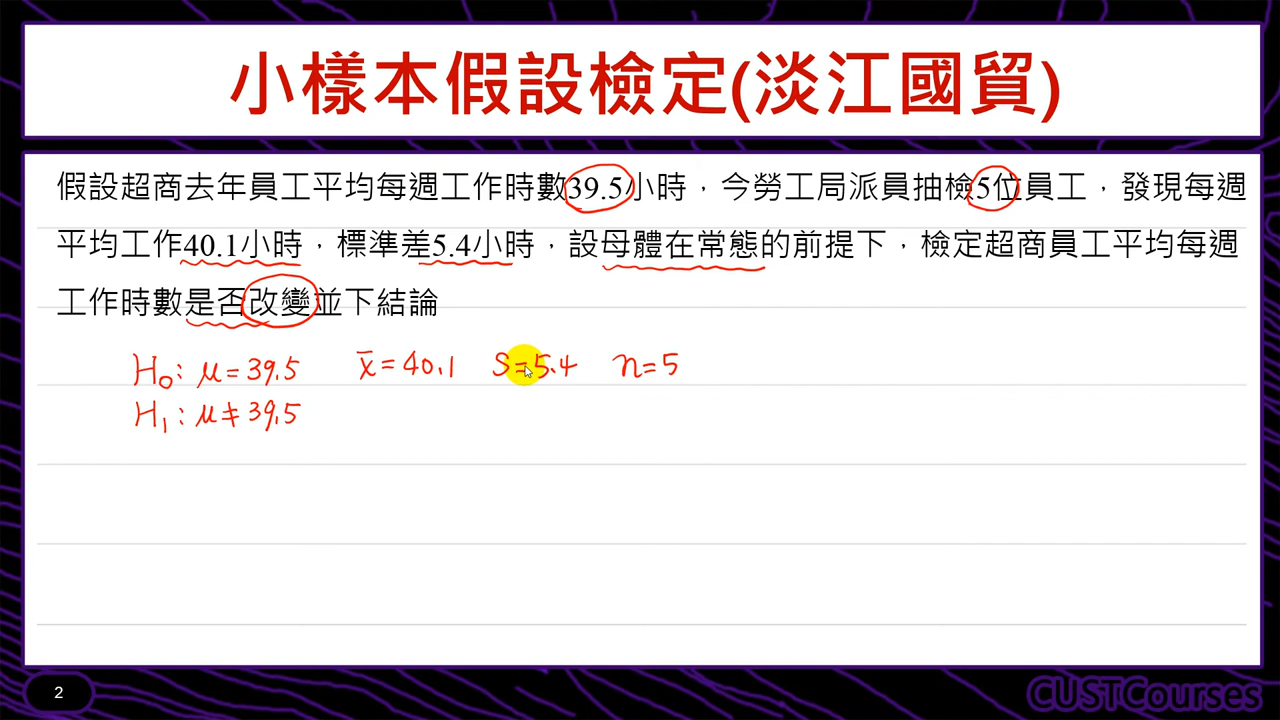 小樣本假設檢定(淡江國貿)
假設超商去年員工平均每週工作時數39.5小時，今勞工局派員抽檢5位員工，發現每週
平均工作40.1小時，標準差5.4小時，設母體在常態的前提下，檢定超商員工平均每週
工作時數是否改變並下結論
H₀: μ=39.5 x̄=40.1 S=5.4 n=5
H₁: μ≠39.5
2
CUSTCourses